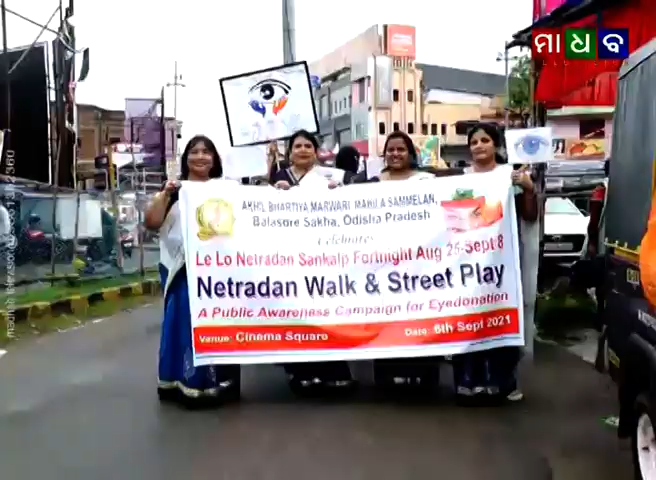 ମାଧବ
AKHIL BHARTIYA MARWARI MAHILA SAMMELAN,
Balasore Sakha, Odisha Pradesh
Celebrates
Le Lo Netradan Sankalp Fortnight Aug 25-Sept 8
Netradan Walk & Street Play
A Public Awareness Campaign for Eyedonation
Venue: Cinema Square Date: 6th Sept 2021